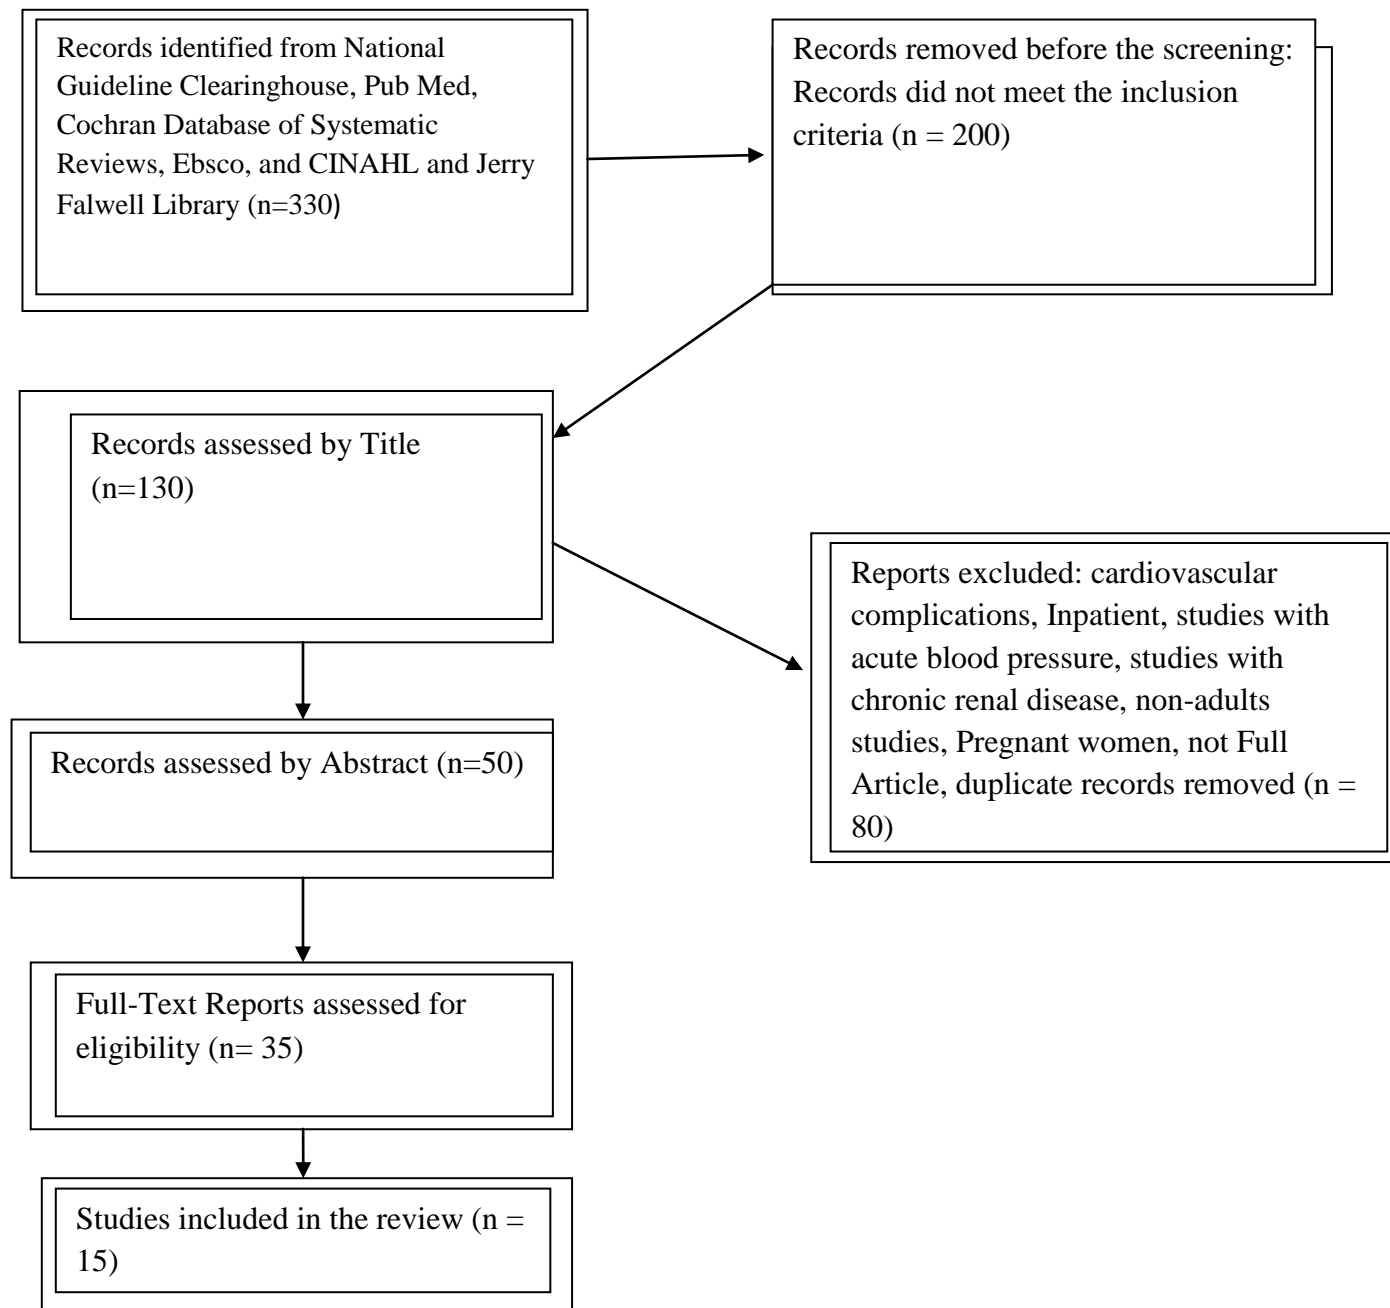 Records identified from National
Guideline Clearinghouse, Pub Med,
Cochran Database of Systematic
Reviews, Ebsco, and CINAHL and Jerry
Falwell Library (n=330)
Records removed before the screening:
Records did not meet the inclusion
criteria (n = 200)
Records assessed by Title
(n=130)
Reports excluded: cardiovascular
complications, Inpatient, studies with
acute blood pressure, studies with
chronic renal disease, non-adults
studies, Pregnant women, not Full
Article, duplicate records removed (n =
80)
Records assessed by Abstract (n=50)
Full-Text Reports assessed for
eligibility (n= 35)
Studies included in the review (n =
15)